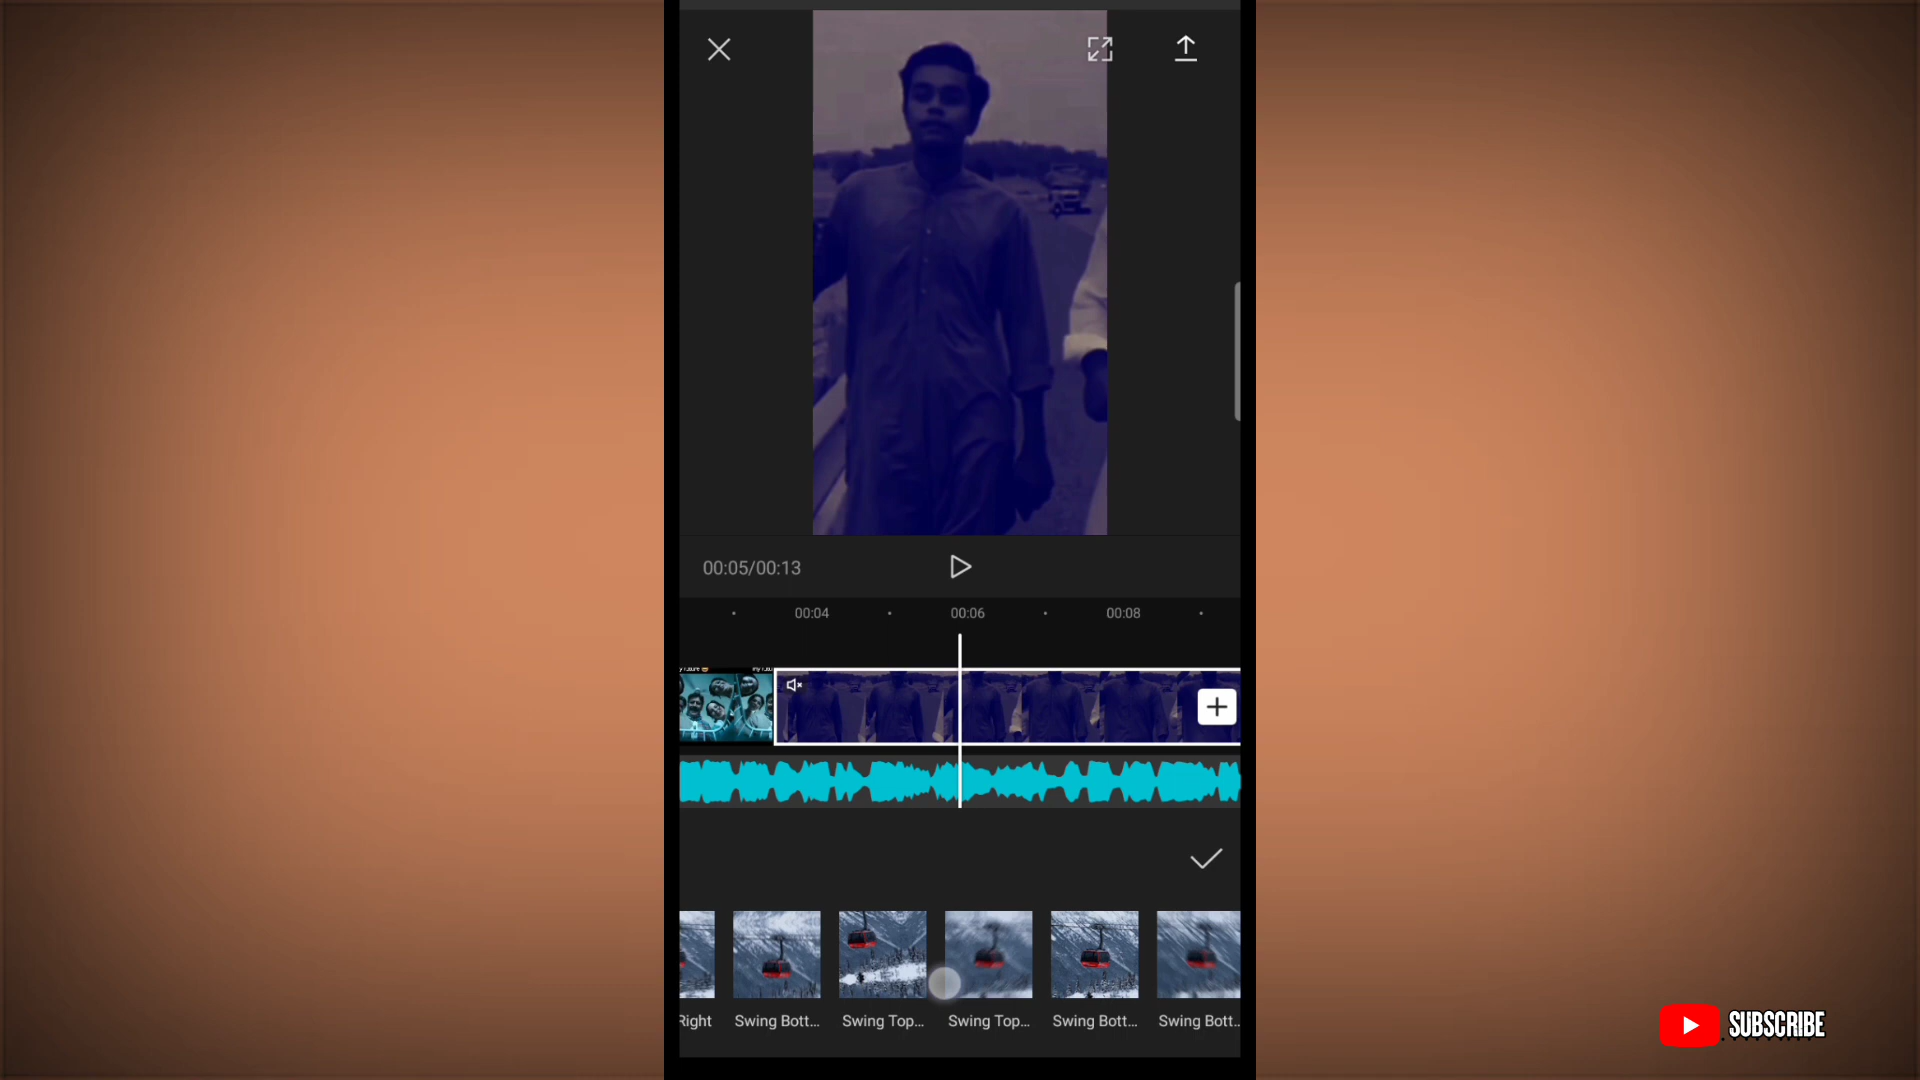 00:05/00:13
00:04
00:06
00:08
Right
Swing Bott...
Swing Top...
Swing Top...
Swing Bott...
Swing Bott..
SUBSCRIBE